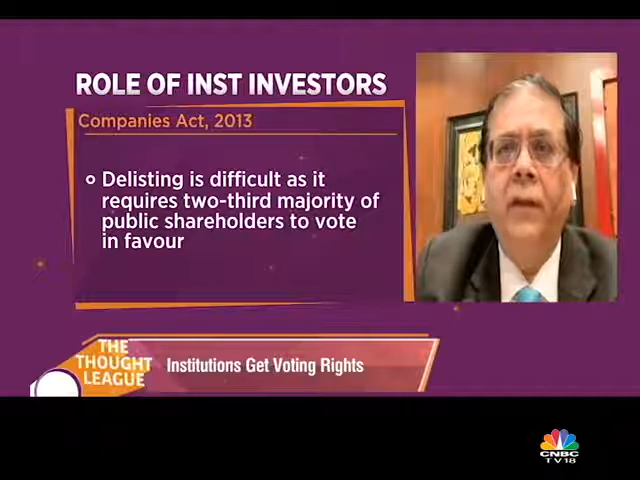 ROLE OF INST INVESTORS
Companies Act, 2013
Delisting is difficult as it
requires two-third majority of
public shareholders to vote
in favour
THE
THOUGHT
LEAGUE
Institutions Get Voting Rights
CNBC
TV18